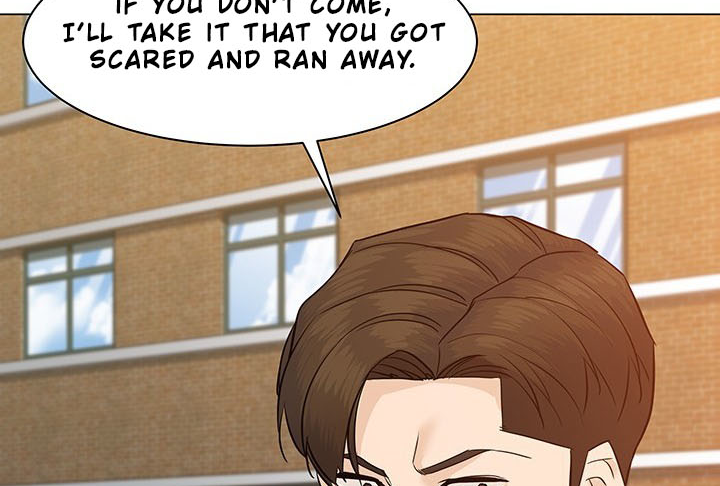 IF YOU DON'T COME,
I'LL TAKE IT THAT YOU GOT
SCARED AND RAN AWAY.